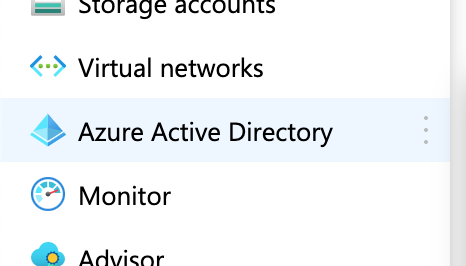 Storage accounts
Virtual networks
Azure Active Directory
Monitor
Advisor